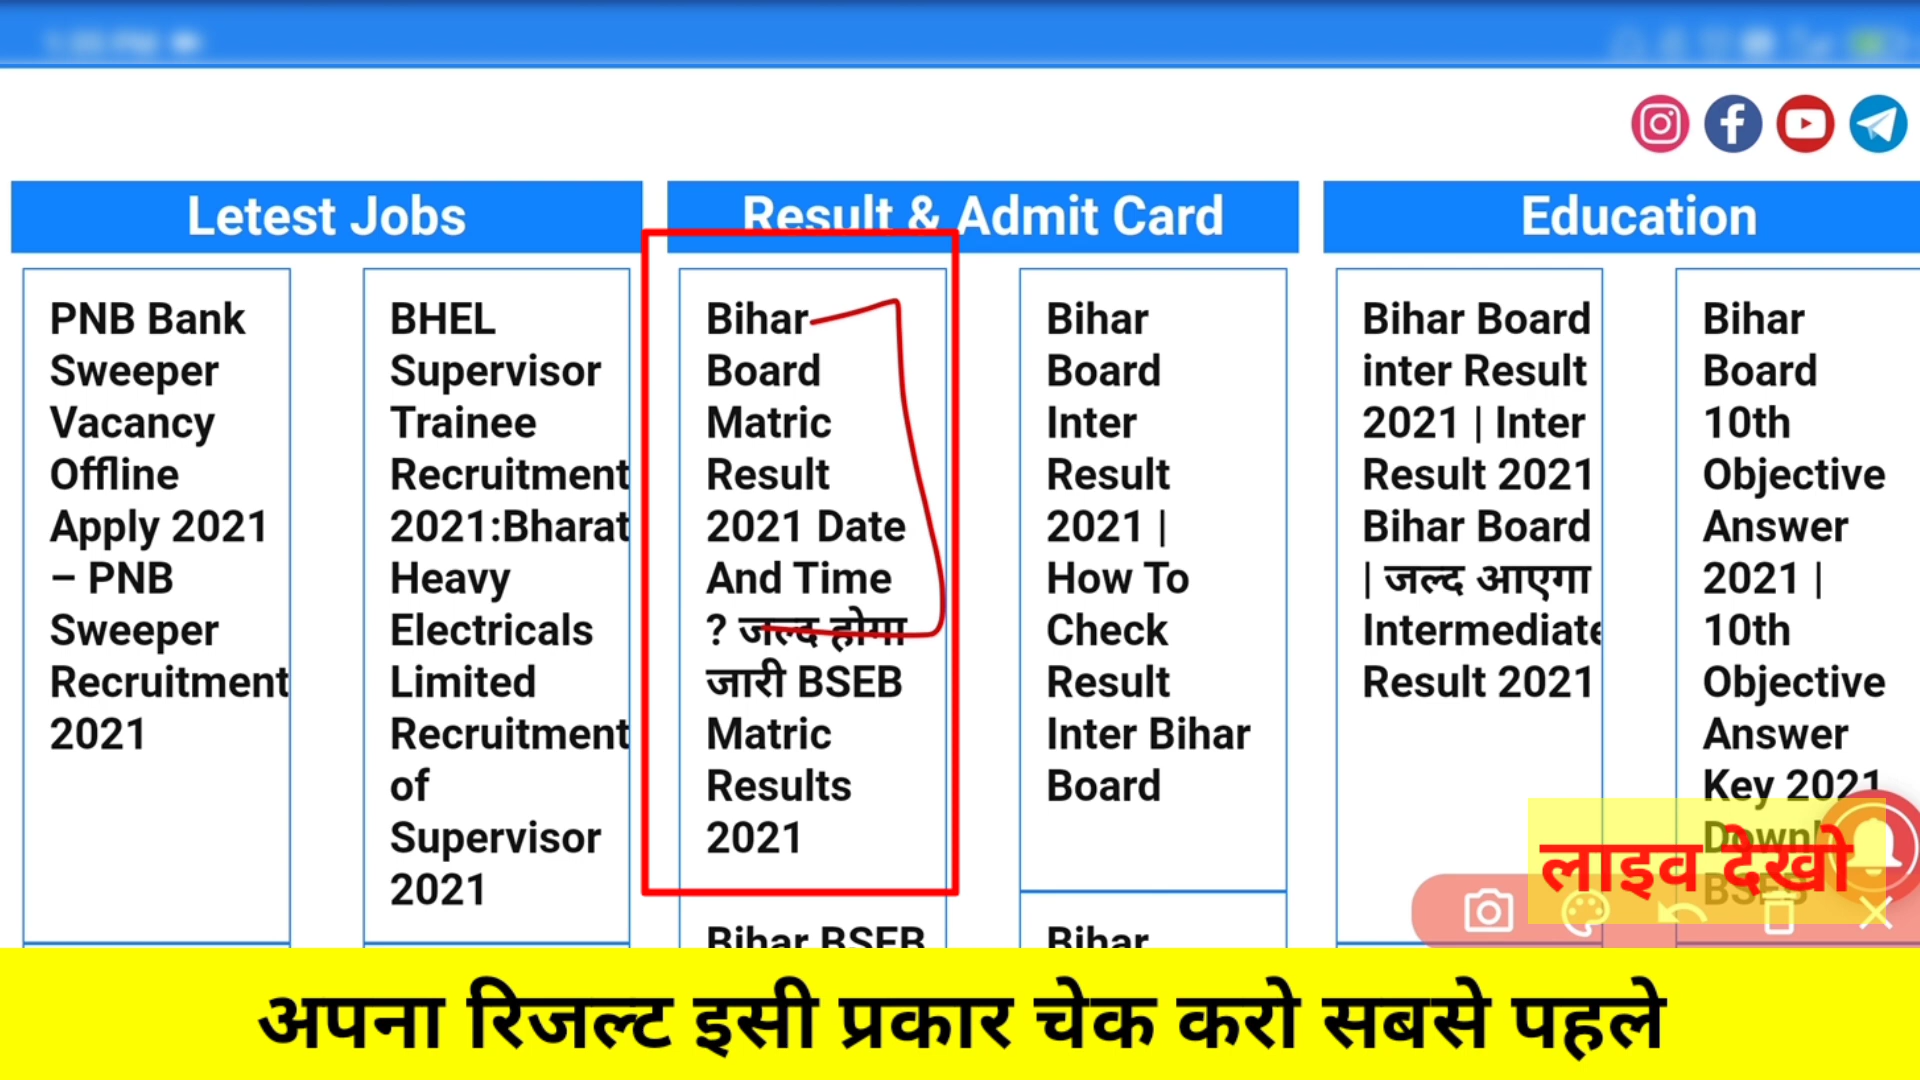 Letest Jobs
Result & Admit Card
Education
PNB Bank
Sweeper
Vacancy
Offline
Apply 2021
– PNB
Sweeper
Recruitment
2021
BHEL
Supervisor
Trainee
Recruitment
2021:Bharat
Heavy
Electricals
Limited
Recruitment
of
Supervisor
2021
Bihar
Board
Matric
Result
2021 Date
And Time
? जल्द होगा
जारी BSEB
Matric
Results
2021
Bihar BSEB
Bihar
Board
Inter
Result
2021 |
How To
Check
Result
Inter Bihar
Board
Bihar
Bihar Board
inter Result
2021 | Inter
Result 2021
Bihar Board
| जल्द आएगा
Intermediate
Result 2021
Bihar
Board
10th
Objective
Answer
2021 |
10th
Objective
Answer
Key 2021
BSEB
लाइव देखो
अपना रिजल्ट इसी प्रकार चेक करो सबसे पहले